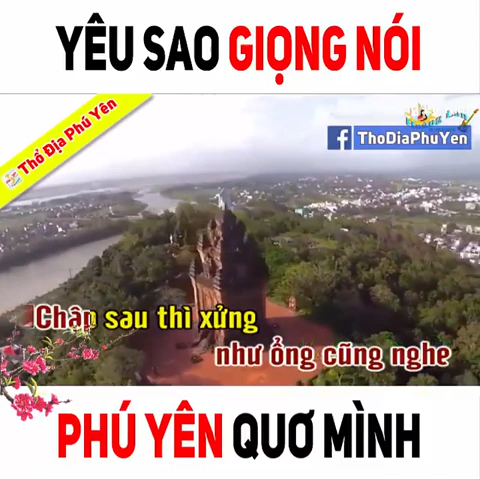 YÊU SAO GIỌNG NÓI
Thổ Địa Phú Yên
ThoDiaPhuYen
Chập sau thì xửng
như ổng cũng nghe
PHÚ YÊN QUƠ MÌNH